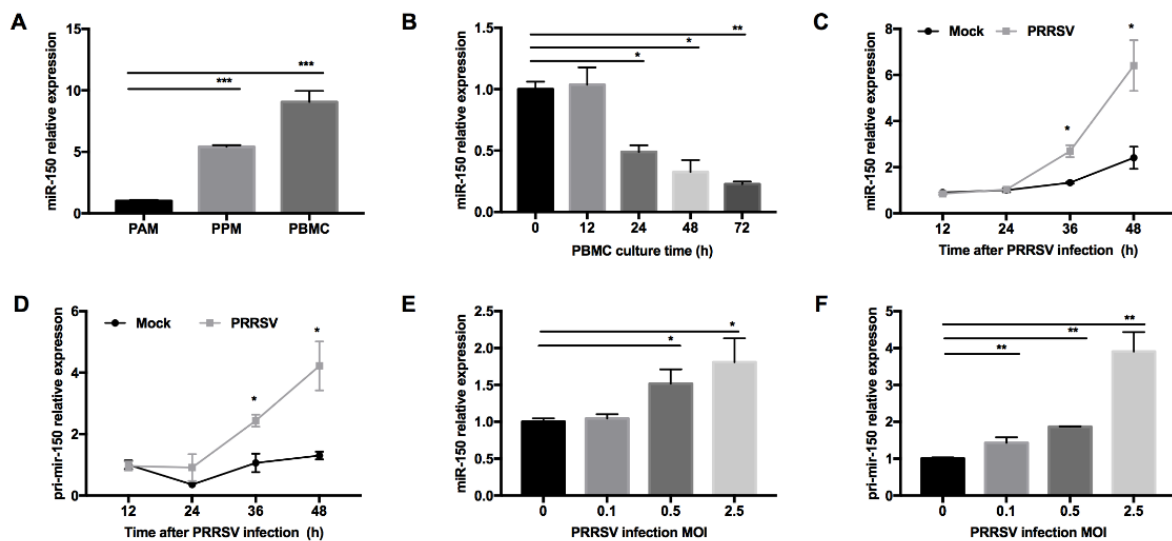 A
miR-150 relative expression
15
10
5
0
***
***
PAM PPM PBMC
B
miR-150 relative expression
1.5
1.0
0.5
0.0
**
*
*
0 12 24 48 72
PBMC culture time (h)
C
Mock PRRSV
miR-150 relative expression
8
6
4
2
0
*
*
12 24 36 48
Time after PRRSV infection (h)
D
Mock PRRSV
pri-mir-150 relative expression
6
4
2
0
*
*
12 24 36 48
Time after PRRSV infection (h)
E
miR-150 relative expression
2.5
2.0
1.5
1.0
0.5
0.0
*
*
0 0.1 0.5 2.5
PRRSV infection MOI
F
pri-mir-150 relative expression
5
4
3
2
1
0
**
**
**
0 0.1 0.5 2.5
PRRSV infection MOI